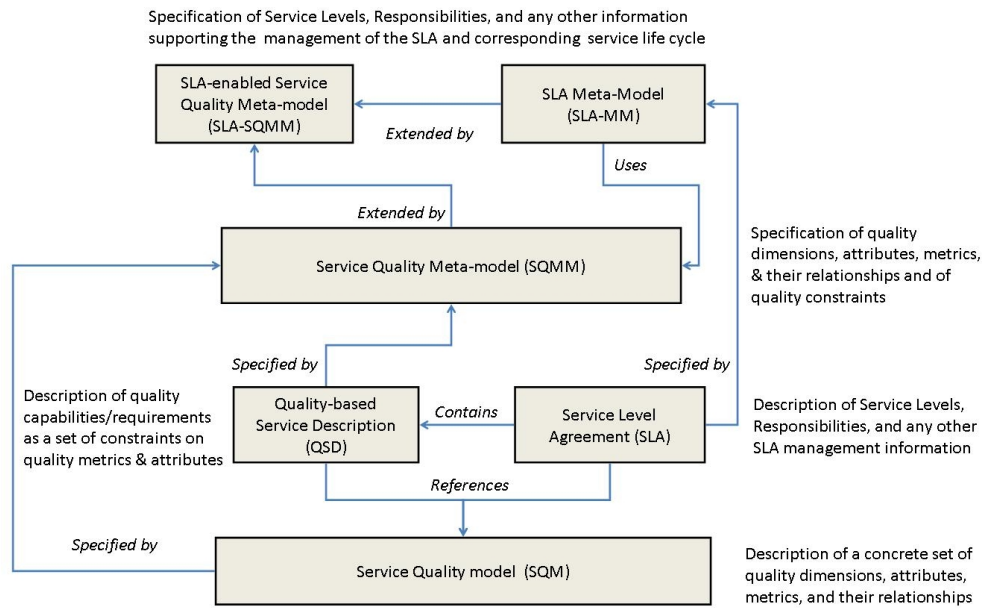 Specification of Service Levels, Responsibilities, and any other information
supporting the management of the SLA and corresponding service life cycle
SLA-enabled Service
Quality Meta-model
(SLA-SQMM)
SLA Meta-Model
(SLA-MM)
Extended by
Uses
Extended by
Service Quality Meta-model (SQMM)
Specification of quality
dimensions, attributes, metrics,
& their relationships and of
quality constraints
Specified by
Specified by
Description of quality
capabilities/requirements
as a set of constraints on
quality metrics & attributes
Quality-based
Service Description
(QSD)
Contains
Service Level
Agreement (SLA)
Description of Service Levels,
Responsibilities, and any other
SLA management information
References
Specified by
Service Quality model (SQM)
Description of a concrete set of
quality dimensions, attributes,
metrics, and their relationships